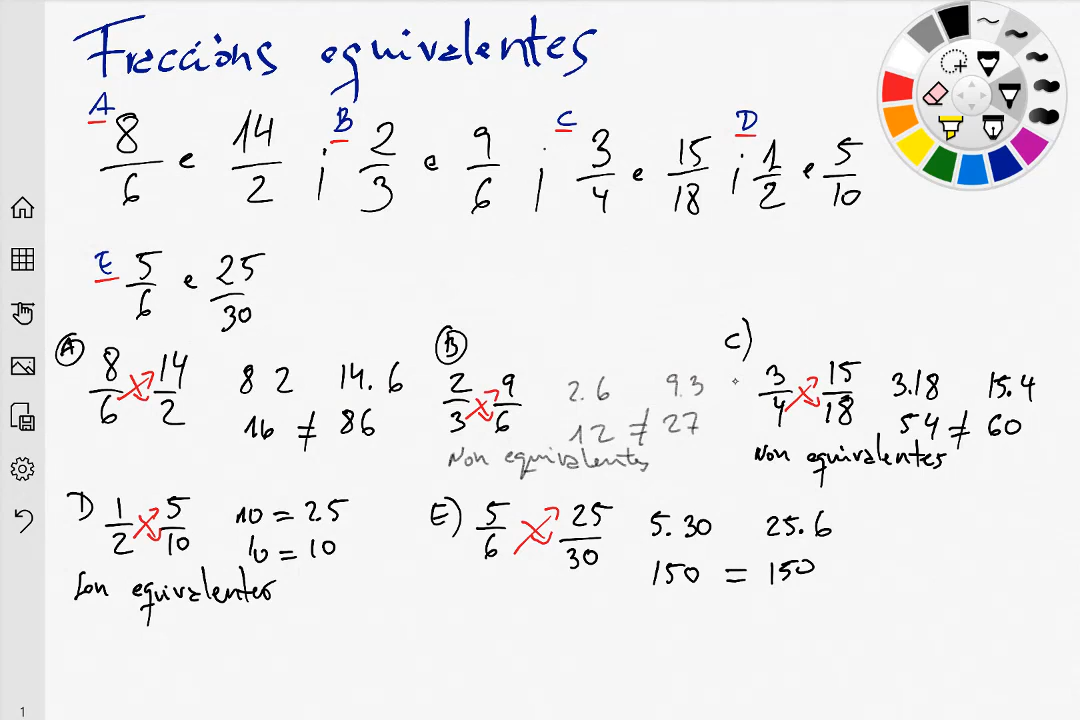 Fraccións equivalentes
A 8/6 e 14/2 ; B 2/3 e 9/6 ; C 3/4 e 15/18 ; D 1/2 e 5/10
E 5/6 e 25/30
A 8/6 14/2 8 2 14.6
16 ≠ 86
B 2/3 9/6 2.6 9.3
12 ≠ 27
Non equivalentes
C) 3/4 15/18 3.18 15.4
54 ≠ 60
Non equivalentes
D 1/2 5/10 10 = 2.5
10 = 10
Son equivalentes
E) 5/6 25/30 5.30 25.6
150 = 150
1